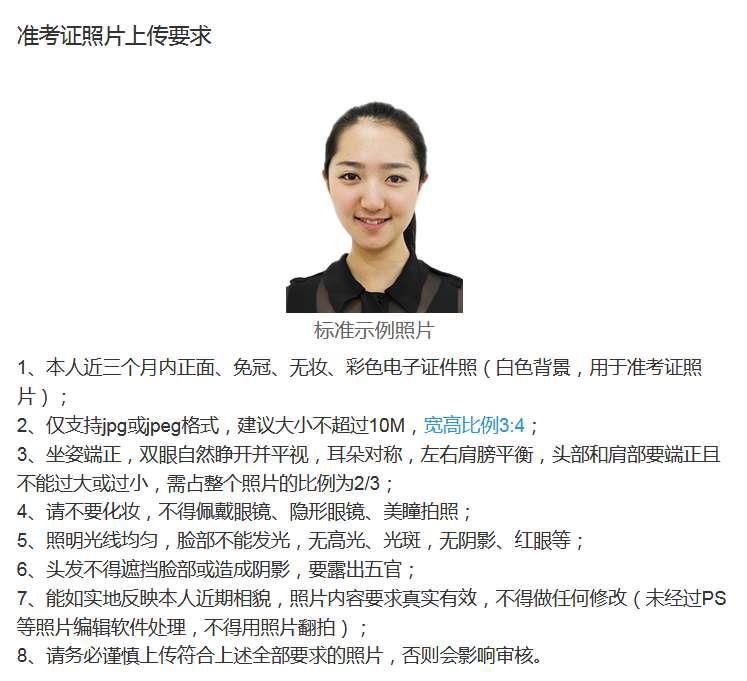 准考证照片上传要求
标准示例照片
1、本人近三个月内正面、免冠、无妆、彩色电子证件照（白色背景，用于准考证照
片）；
2、仅支持jpg或jpeg格式，建议大小不超过10M，宽高比例3:4；
3、坐姿端正，双眼自然睁开并平视，耳朵对称，左右肩膀平衡，头部和肩部要端正且
不能过大或过小，需占整个照片的比例为2/3；
4、请不要化妆，不得佩戴眼镜、隐形眼镜、美瞳拍照；
5、照明光线均匀，脸部不能发光，无高光、光斑，无阴影、红眼等；
6、头发不得遮挡脸部或造成阴影，要露出五官；
7、能如实地反映本人近期相貌，照片内容要求真实有效，不得做任何修改（未经过PS
等照片编辑软件处理，不得用照片翻拍）；
8、请务必谨慎上传符合上述全部要求的照片，否则会影响审核。